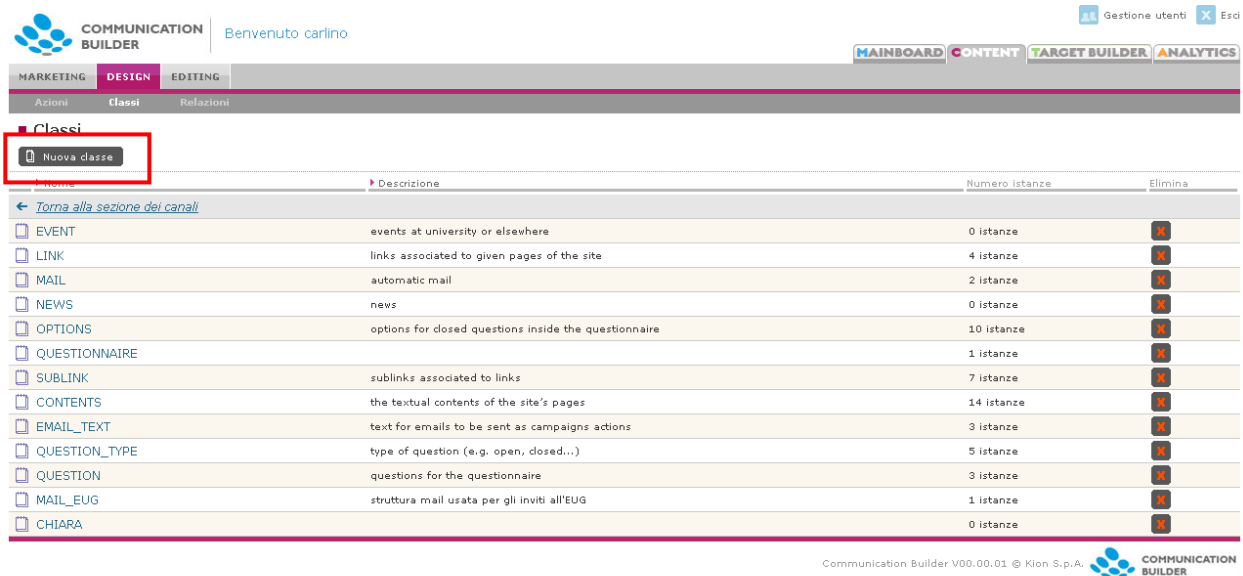 Gestione utenti X Esci
COMMUNICATION
BUILDER
Benvenuto carlino
MAINBOARD CONTENT TARGET BUILDER ANALYTICS
MARKETING DESIGN EDITING
Azioni Classi Relazioni
Classi
Nuova classe
Nome Descrizione Numero istanze Elimina
Torna alla sezione dei canali
EVENT events at university or elsewhere 0 istanze X
LINK links associated to given pages of the site 4 istanze X
MAIL automatic mail 2 istanze X
NEWS news 0 istanze X
OPTIONS options for closed questions inside the questionnaire 10 istanze X
QUESTIONNAIRE 1 istanze X
SUBLINK sublinks associated to links 7 istanze X
CONTENTS the textual contents of the site's pages 14 istanze X
EMAIL_TEXT text for emails to be sent as campaigns actions 3 istanze X
QUESTION_TYPE type of question (e.g. open, closed...) 5 istanze X
QUESTION questions for the questionnaire 3 istanze X
MAIL_EUG struttura mail usata per gli inviti all'EUG 1 istanze X
CHIARA 0 istanze X
Communication Builder V00.00.01 © Kion S.p.A.
COMMUNICATION
BUILDER